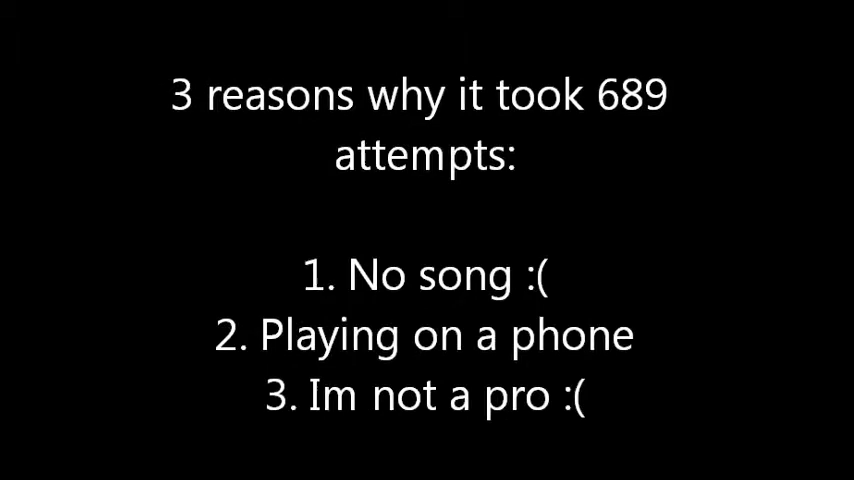 3 reasons why it took 689
attempts:
1. No song :(
2. Playing on a phone
3. Im not a pro :(